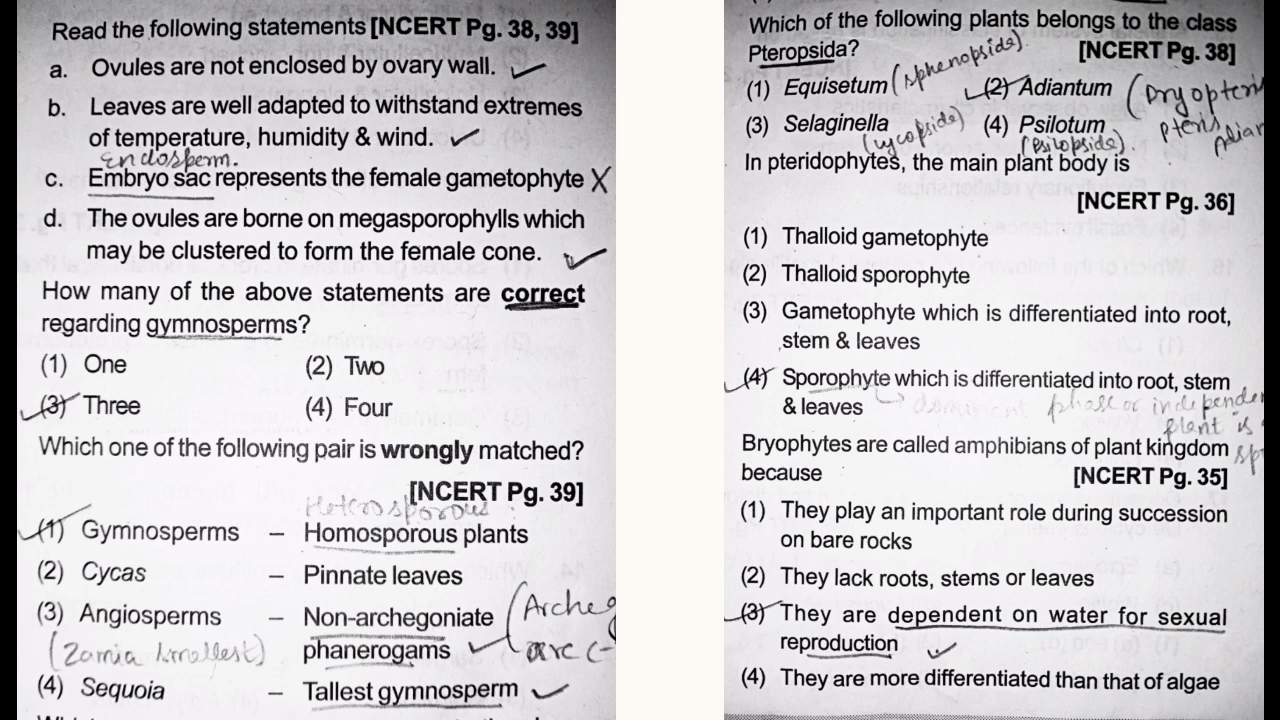 Read the following statements [NCERT Pg. 38, 39]
a. Ovules are not enclosed by ovary wall.
b. Leaves are well adapted to withstand extremes
of temperature, humidity & wind.
Endosperm.
c. Embryo sac represents the female gametophyte X
d. The ovules are borne on megasporophylls which
may be clustered to form the female cone.
How many of the above statements are correct
regarding gymnosperms?
(1) One (2) Two
(3) Three (4) Four
Which one of the following pair is wrongly matched?
[NCERT Pg. 39]
Heterosporous
(1) Gymnosperms – Homosporous plants
(2) Cycas – Pinnate leaves
(3) Angiosperms – Non-archegoniate
(Zamia smallest) phanerogams
(4) Sequoia – Tallest gymnosperm
Which of the following plants belongs to the class
Pteropsida? [NCERT Pg. 38]
(1) Equisetum (sphenopside) (2) Adiantum (Dryopteris
(3) Selaginella (4) Psilotum pteris
(lycopside) (psilopside)
In pteridophytes, the main plant body is
[NCERT Pg. 36]
(1) Thalloid gametophyte
(2) Thalloid sporophyte
(3) Gametophyte which is differentiated into root,
stem & leaves
(4) Sporophyte which is differentiated into root, stem
& leaves dominent phase or independen
plant is
Bryophytes are called amphibians of plant kingdom
because [NCERT Pg. 35]
(1) They play an important role during succession
on bare rocks
(2) They lack roots, stems or leaves
(3) They are dependent on water for sexual
reproduction
(4) They are more differentiated than that of algae